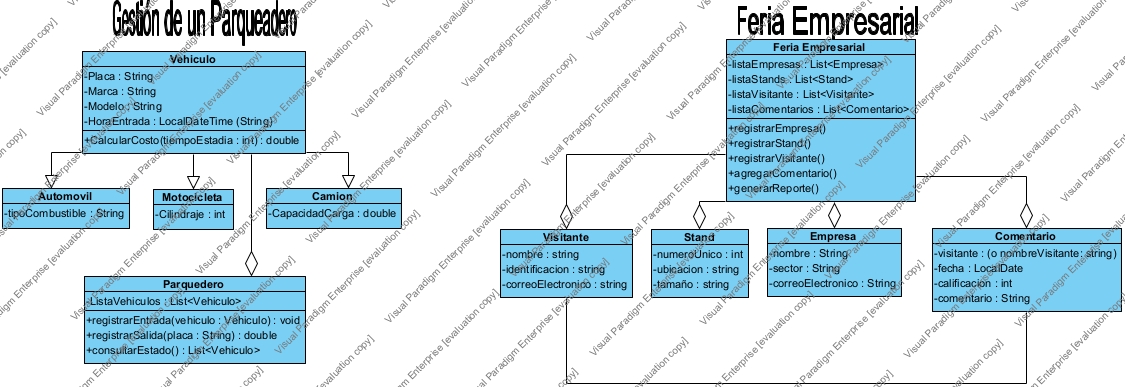 Gestión de un Parqueadero
Vehiculo
-Placa : String
-Marca : String
-Modelo : String
-HoraEntrada : LocalDateTime (String)
+CalcularCosto(tiempoEstadia : int) : double
Automovil
-tipoCombustible : String
Motocicleta
-Cilindraje : int
Camion
-CapacidadCarga : double
Parquedero
-ListaVehiculos : List<Vehiculo>
+registrarEntrada(vehiculo : Vehiculo) : void
+registrarSalida(placa : String) : double
+consultarEstado() : List<Vehiculo>
Feria Empresarial
Feria Empresarial
-listaEmpresas : List<Empresa>
-listaStands : List<Stand>
-listaVisitante : List<Visitante>
-listaComentarios : List<Comentario>
+registrarEmpresa()
+registrarStand()
+registrarVisitante()
+agregarComentario()
+generarReporte()
Visitante
-nombre : string
-identificacion : string
-correoElectronico : string
Stand
-numeroUnico : int
-ubicacion : string
-tamaño : string
Empresa
-nombre : String
-sector : String
-correoElectronico : String
Comentario
-visitante : (o nombreVisitante: string)
-fecha : LocalDate
-calificacion : int
-comentario : String
Visual Paradigm Enterprise [evaluation copy]